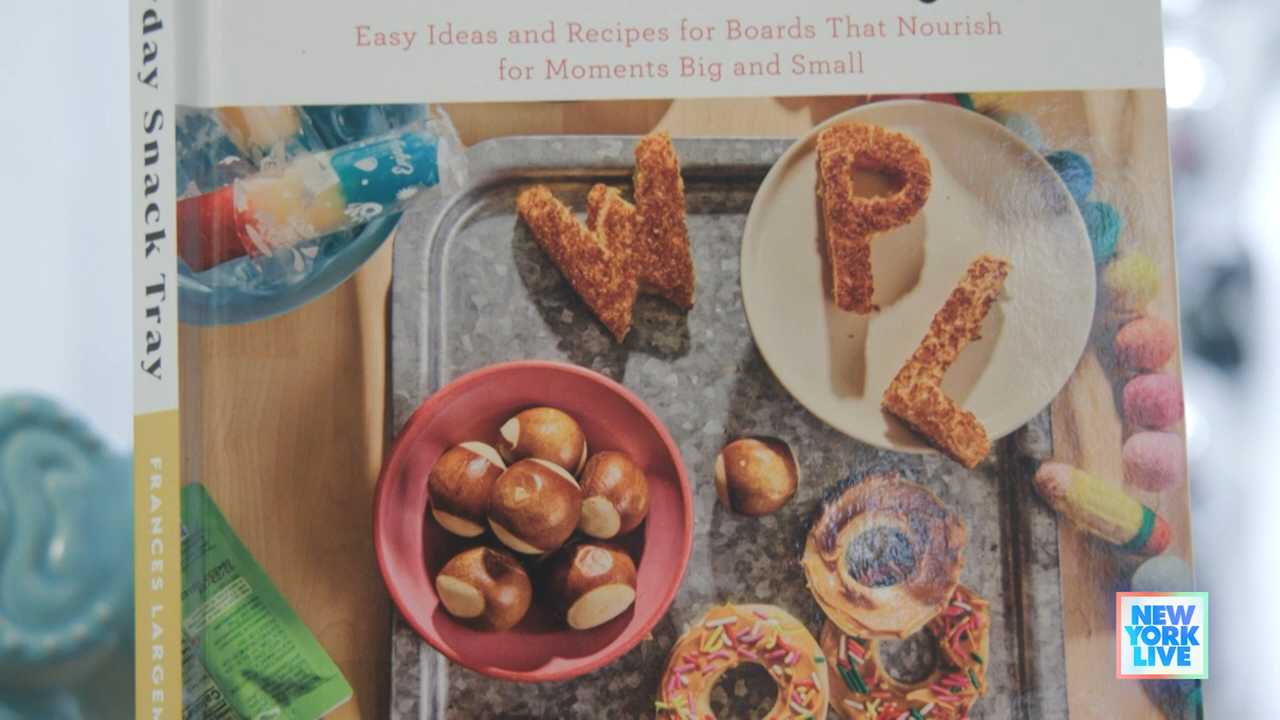 Easy Ideas and Recipes for Boards That Nourish
for Moments Big and Small
day Snack Tray
FRANCES LARGEN
W
P
L
NEW
YORK
LIVE